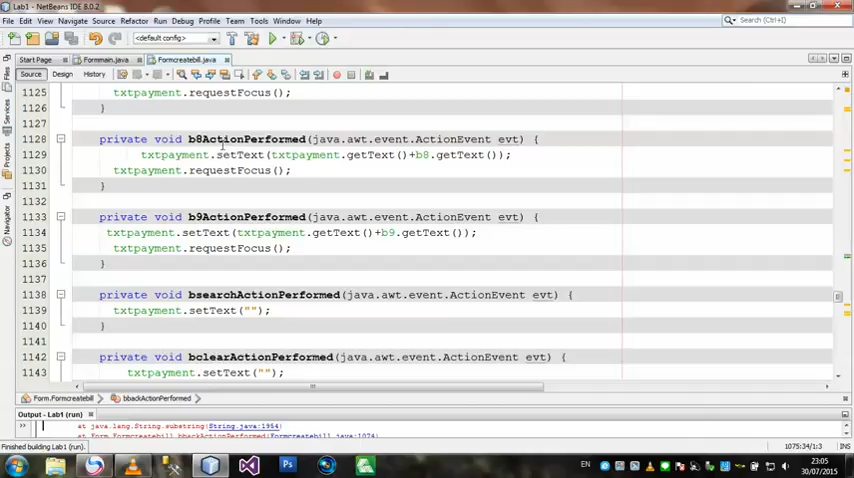 Lab1 - NetBeans IDE 8.0.2
File Edit View Navigate Source Refactor Run Debug Profile Team Tools Window Help
Search (Ctrl+I)
<default config>
Start Page Formmain.java Formcreatebill.java
Source Design History
Files
Services
Projects
Navigator
1125 txtpayment.requestFocus();
1126 }
1127
1128 private void b8ActionPerformed(java.awt.event.ActionEvent evt) {
1129 txtpayment.setText(txtpayment.getText()+b8.getText());
1130 txtpayment.requestFocus();
1131 }
1132
1133 private void b9ActionPerformed(java.awt.event.ActionEvent evt) {
1134 txtpayment.setText(txtpayment.getText()+b9.getText());
1135 txtpayment.requestFocus();
1136 }
1137
1138 private void bsearchActionPerformed(java.awt.event.ActionEvent evt) {
1139 txtpayment.setText("");
1140 }
1141
1142 private void bclearActionPerformed(java.awt.event.ActionEvent evt) {
1143 txtpayment.setText("");
Form.Formcreatebill bbackActionPerformed
Output - Lab1 (run)
at java.lang.String.substring(String.java:1954)
at Form.Formcreatebill.bbackActionPerformed(Formcreatebill.java:1074)
Finished building Lab1 (run).
1075:34/1:3 INS
EN
23:05
30/07/2015